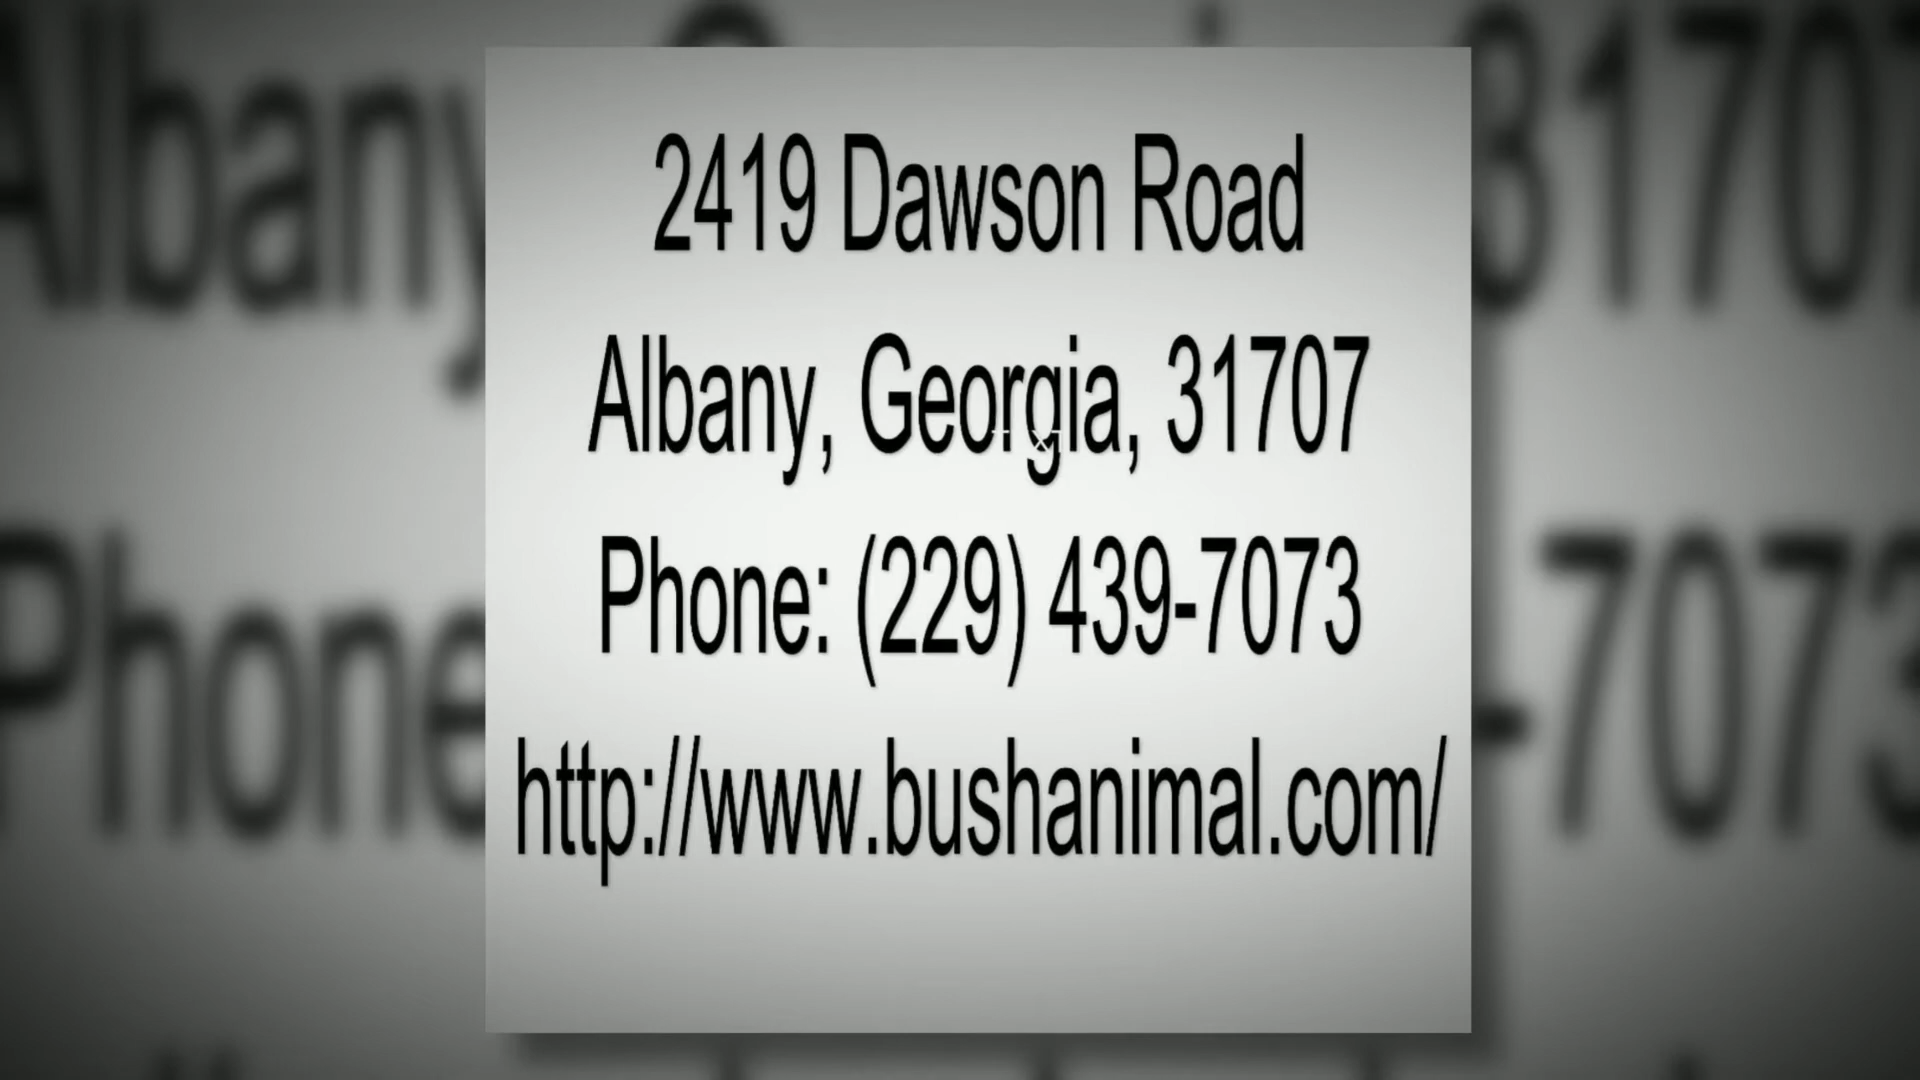 2419 Dawson Road
Albany, Georgia, 31707
Phone: (229) 439-7073
http://www.bushanimal.com/